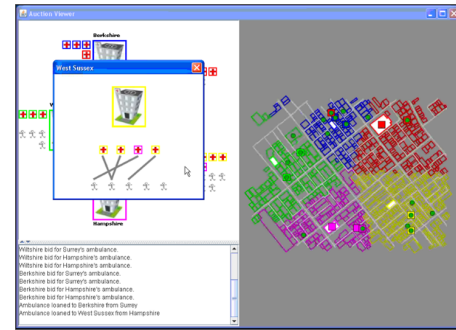 Auction Viewer
Berkshire
West Sussex
Hampshire
Wiltshire bid for Surrey's ambulance.
Wiltshire bid for Hampshire's ambulance.
Wiltshire bid for Hampshire's ambulance.
Berkshire bid for Surrey's ambulance.
Berkshire bid for Surrey's ambulance.
Berkshire bid for Hampshire's ambulance.
Berkshire bid for Hampshire's ambulance.
Ambulance loaned to Berkshire from Surrey
Ambulance loaned to West Sussex from Hampshire